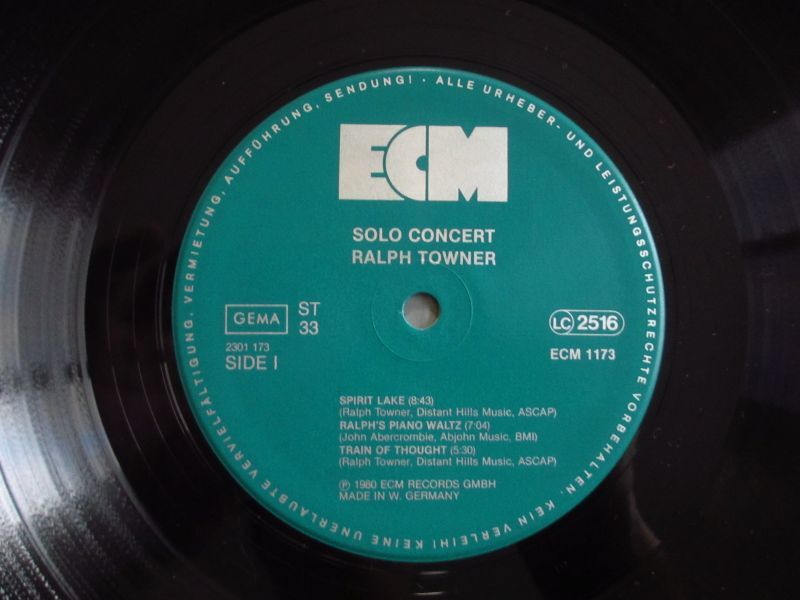 ECM
SOLO CONCERT
RALPH TOWNER
GEMA
ST
33
LC 2516
2301 173
SIDE I
ECM 1173
SPIRIT LAKE (8:43)
(Ralph Towner, Distant Hills Music, ASCAP)
RALPH'S PIANO WALTZ (7:04)
(John Abercrombie, Abjohn Music, BMI)
TRAIN OF THOUGHT (5:30)
(Ralph Towner, Distant Hills Music, ASCAP)
℗ 1980 ECM RECORDS GMBH
MADE IN W. GERMANY
ALLE URHEBER- UND LEISTUNGSSCHUTZRECHTE VORBEHALTEN. KEIN VERLEIH! KEINE UNERLAUBTE VERVIELFÄLTIGUNG, VERMIETUNG, AUFFÜHRUNG, SENDUNG! ·